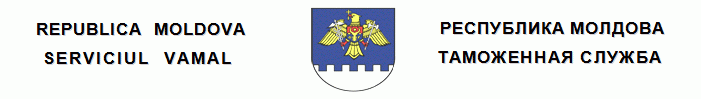 REPUBLICA MOLDOVA
SERVICIUL VAMAL
РЕСПУБЛИКА МОЛДОВА
ТАМОЖЕННАЯ СЛУЖБА